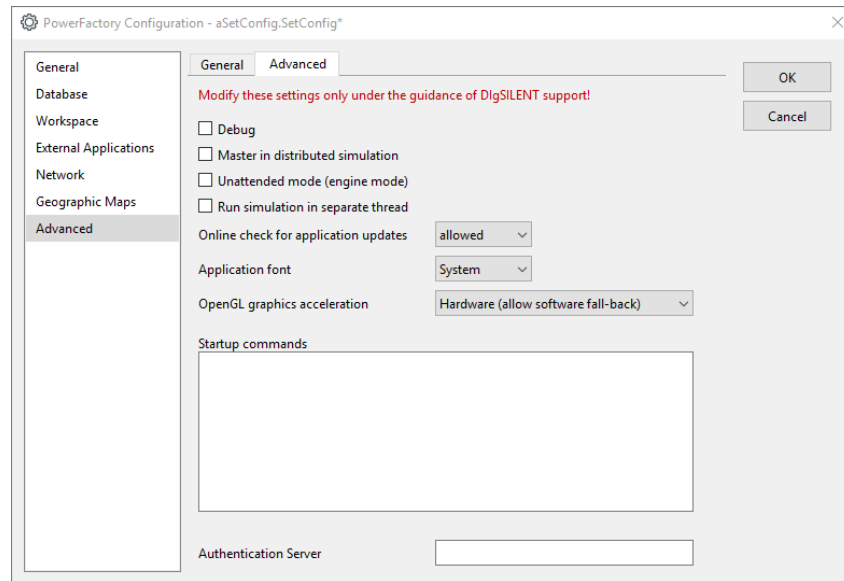 PowerFactory Configuration - aSetConfig.SetConfig*
General
Database
Workspace
External Applications
Network
Geographic Maps
Advanced
General Advanced
Modify these settings only under the guidance of DIgSILENT support!
Debug
Master in distributed simulation
Unattended mode (engine mode)
Run simulation in separate thread
Online check for application updates allowed
Application font System
OpenGL graphics acceleration Hardware (allow software fall-back)
Startup commands
Authentication Server
OK
Cancel